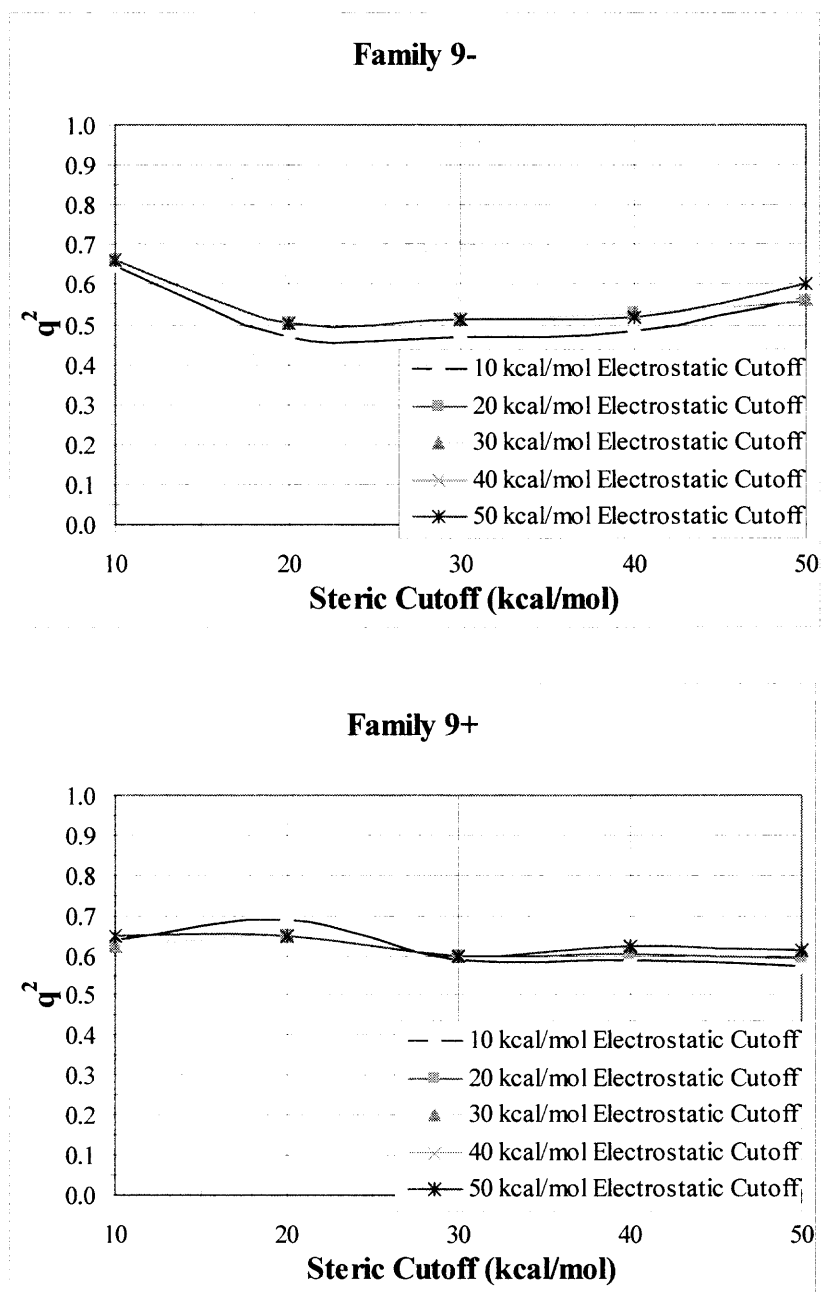 Family 9-
1.0
0.9
0.8
0.7
0.6
0.5
0.4
0.3
0.2
0.1
0.0
q²
10 kcal/mol Electrostatic Cutoff
20 kcal/mol Electrostatic Cutoff
30 kcal/mol Electrostatic Cutoff
40 kcal/mol Electrostatic Cutoff
50 kcal/mol Electrostatic Cutoff
10 20 30 40 50
Steric Cutoff (kcal/mol)
Family 9+
1.0
0.9
0.8
0.7
0.6
0.5
0.4
0.3
0.2
0.1
0.0
q²
10 kcal/mol Electrostatic Cutoff
20 kcal/mol Electrostatic Cutoff
30 kcal/mol Electrostatic Cutoff
40 kcal/mol Electrostatic Cutoff
50 kcal/mol Electrostatic Cutoff
10 20 30 40 50
Steric Cutoff (kcal/mol)